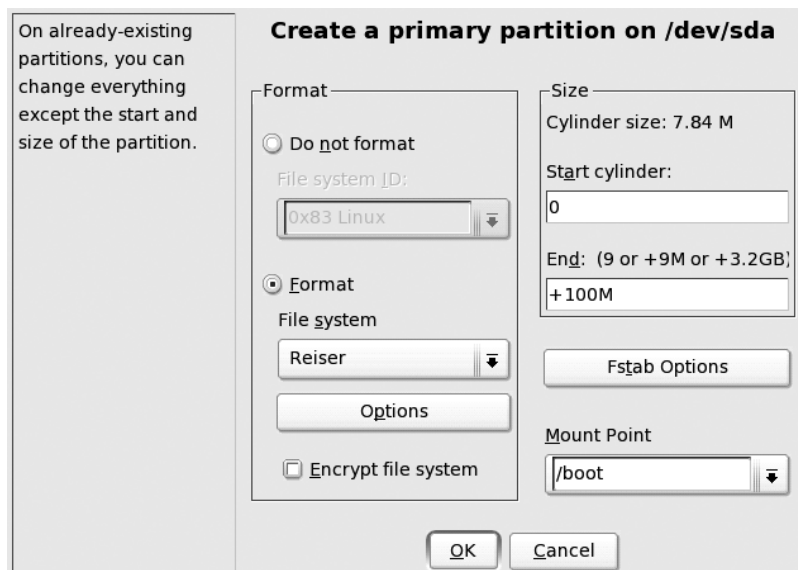 On already-existing
partitions, you can
change everything
except the start and
size of the partition.
Create a primary partition on /dev/sda
Format
Do not format
File system ID:
0x83 Linux
Format
File system
Reiser
Options
Encrypt file system
Size
Cylinder size: 7.84 M
Start cylinder:
0
End: (9 or +9M or +3.2GB)
+100M
Fstab Options
Mount Point
/boot
OK
Cancel